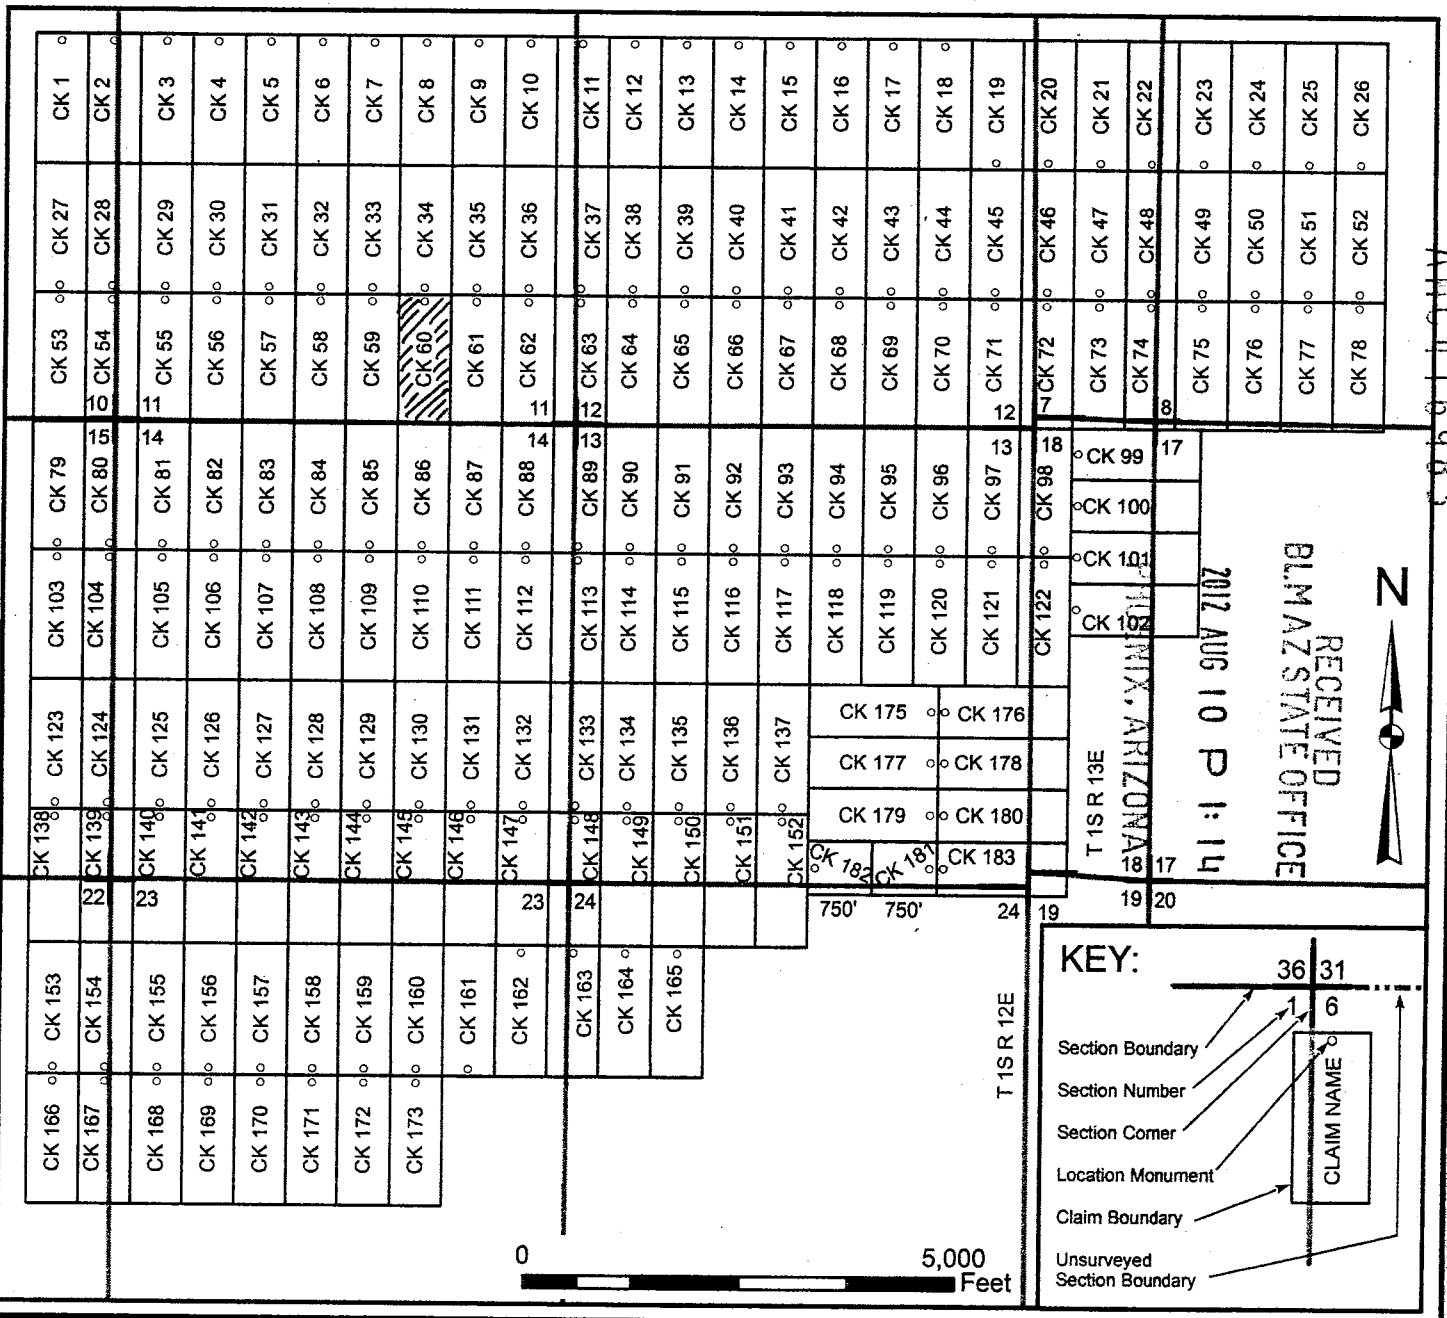 CK 1 CK 2 CK 3 CK 4 CK 5 CK 6 CK 7 CK 8 CK 9 CK 10 CK 11 CK 12 CK 13 CK 14 CK 15 CK 16 CK 17 CK 18 CK 19 CK 20 CK 21 CK 22 CK 23 CK 24 CK 25 CK 26
CK 27 CK 28 CK 29 CK 30 CK 31 CK 32 CK 33 CK 34 CK 35 CK 36 CK 37 CK 38 CK 39 CK 40 CK 41 CK 42 CK 43 CK 44 CK 45 CK 46 CK 47 CK 48 CK 49 CK 50 CK 51 CK 52
CK 53 CK 54 CK 55 CK 56 CK 57 CK 58 CK 59 CK 60 CK 61 CK 62 CK 63 CK 64 CK 65 CK 66 CK 67 CK 68 CK 69 CK 70 CK 71 CK 72 CK 73 CK 74 CK 75 CK 76 CK 77 CK 78
10 11 11 12 12 7 8
15 14 14 13 13 18 17
CK 79 CK 80 CK 81 CK 82 CK 83 CK 84 CK 85 CK 86 CK 87 CK 88 CK 89 CK 90 CK 91 CK 92 CK 93 CK 94 CK 95 CK 96 CK 97 CK 98
CK 99
CK 100
CK 101
CK 102
CK 103 CK 104 CK 105 CK 106 CK 107 CK 108 CK 109 CK 110 CK 111 CK 112 CK 113 CK 114 CK 115 CK 116 CK 117 CK 118 CK 119 CK 120 CK 121 CK 122
CK 123 CK 124 CK 125 CK 126 CK 127 CK 128 CK 129 CK 130 CK 131 CK 132 CK 133 CK 134 CK 135 CK 136 CK 137
CK 175 CK 176
CK 177 CK 178
CK 179 CK 180
CK 182 CK 181 CK 183
CK 138 CK 139 CK 140 CK 141 CK 142 CK 143 CK 144 CK 145 CK 146 CK 147 CK 148 CK 149 CK 150 CK 151 CK 152
18 17
22 23 23 24 750' 750' 24 19 19 20
CK 153 CK 154 CK 155 CK 156 CK 157 CK 158 CK 159 CK 160 CK 161 CK 162 CK 163 CK 164 CK 165
CK 166 CK 167 CK 168 CK 169 CK 170 CK 171 CK 172 CK 173
T1S R 13E
T1S R 12E
RECEIVED
BLM AZ STATE OFFICE
2012 AUG 10 P 1:14
PHOENIX, ARIZONA
N
KEY:
36 31
1 6
Section Boundary
Section Number
Section Corner
Location Monument
Claim Boundary
Unsurveyed
Section Boundary
CLAIM NAME
0 5,000
Feet